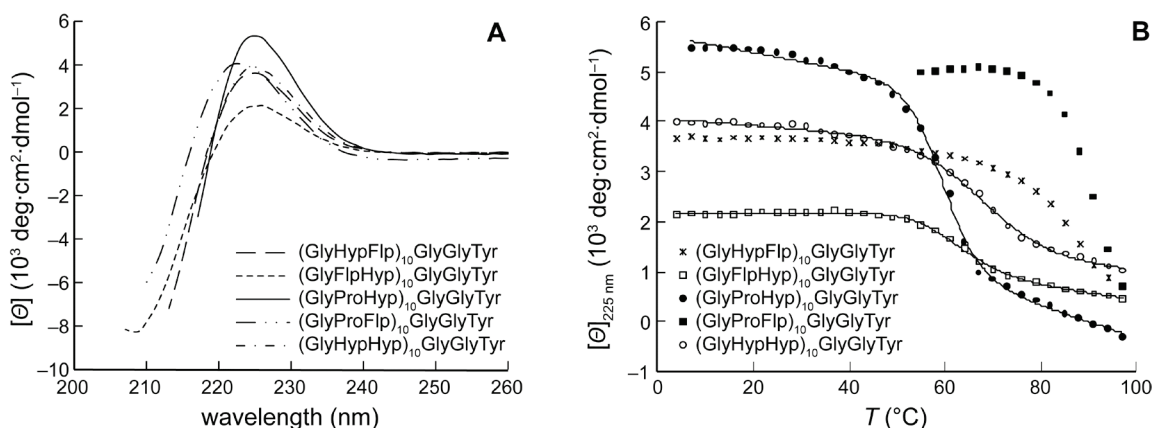 A
6
4
2
0
−2
−4
−6
−8
−10
[Θ] (10³ deg·cm²·dmol⁻¹)
(GlyHypFlp)₁₀GlyGlyTyr
(GlyFlpHyp)₁₀GlyGlyTyr
(GlyProHyp)₁₀GlyGlyTyr
(GlyProFlp)₁₀GlyGlyTyr
(GlyHypHyp)₁₀GlyGlyTyr
200 210 220 230 240 250 260
wavelength (nm)
B
6
5
4
3
2
1
0
−1
[Θ]₂₂₅ ₙₘ (10³ deg·cm²·dmol⁻¹)
(GlyHypFlp)₁₀GlyGlyTyr
(GlyFlpHyp)₁₀GlyGlyTyr
(GlyProHyp)₁₀GlyGlyTyr
(GlyProFlp)₁₀GlyGlyTyr
(GlyHypHyp)₁₀GlyGlyTyr
0 20 40 60 80 100
T (°C)